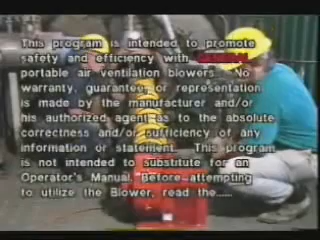 This program is intended to promote
safety and efficiency with GENERAL
portable air ventilation blowers. No
warranty, guarantee or representation
is made by the manufacturer and/or
his authorized agent as to the absolute
correctness and/or sufficiency of any
information or statement. This program
is not intended to substitute for an
Operator's Manual. Before attempting
to utilize the Blower, read the......